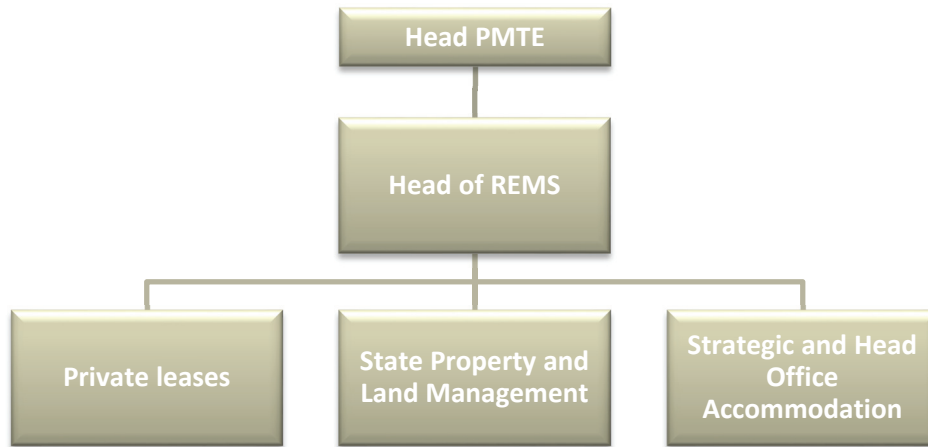 Head PMTE
Head of REMS
Private leases
State Property and
Land Management
Strategic and Head
Office
Accommodation